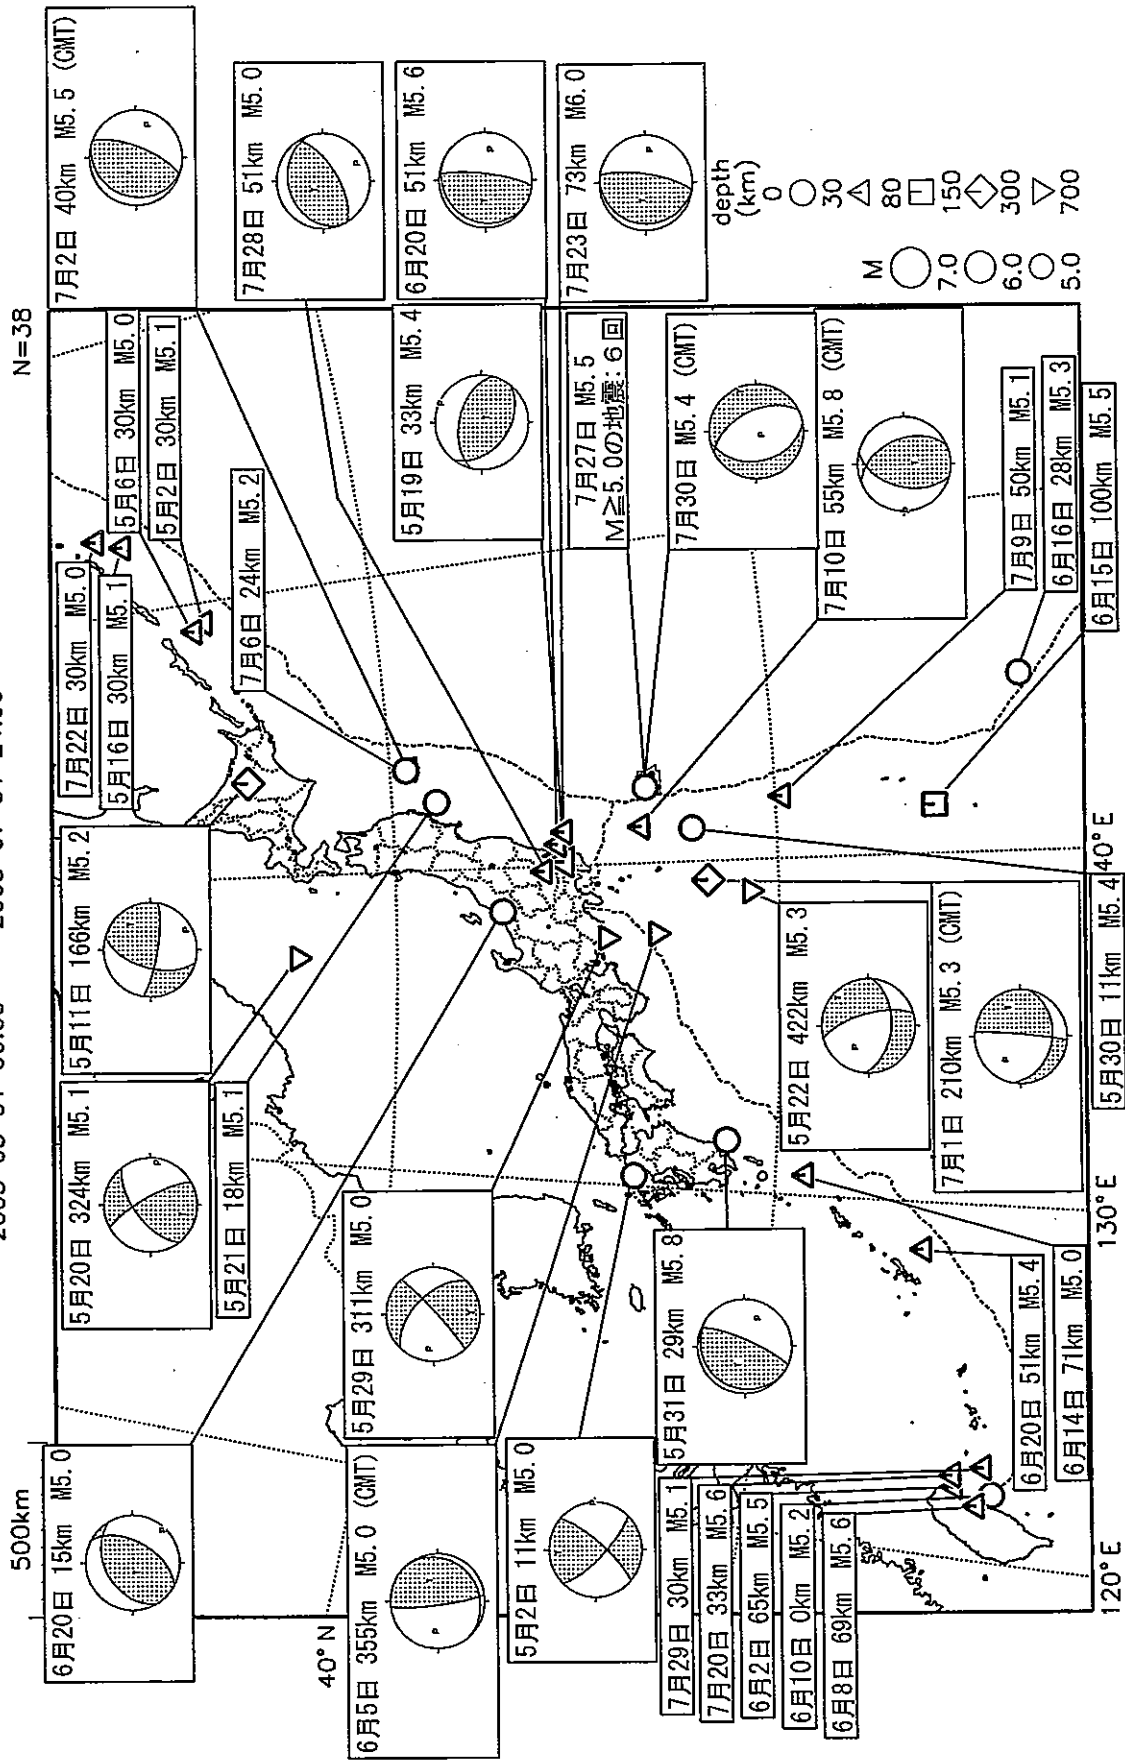 500km
N=38
6月20日 15km M5.0
5月20日 324km M5.1
5月21日 18km M5.1
5月11日 166km M5.2
7月22日 30km M5.0
5月16日 30km M5.1
5月6日 30km M5.0
5月2日 30km M5.1
7月6日 24km M5.2
7月2日 40km M5.5 (CMT)
7月28日 51km M5.0
6月20日 51km M5.6
7月23日 73km M6.0
40°N
6月5日 355km M5.0 (CMT)
5月29日 311km M5.0
5月2日 11km M5.0
5月31日 29km M5.8
5月19日 33km M5.4
7月27日 M5.5
M≧5.0の地震:6回
7月30日 M5.4 (CMT)
7月10日 55km M5.8 (CMT)
7月9日 50km M5.1
6月16日 28km M5.3
6月15日 100km M5.5
7月29日 30km M5.1
7月20日 33km M5.6
6月2日 65km M5.5
6月10日 0km M5.2
6月8日 69km M5.6
6月20日 51km M5.4
6月14日 71km M5.0
5月22日 422km M5.3
7月1日 210km M5.3 (CMT)
5月30日 11km M5.4
120°E
130°E
40°E
M
7.0
6.0
5.0
depth
(km)
0
30
80
150
300
700